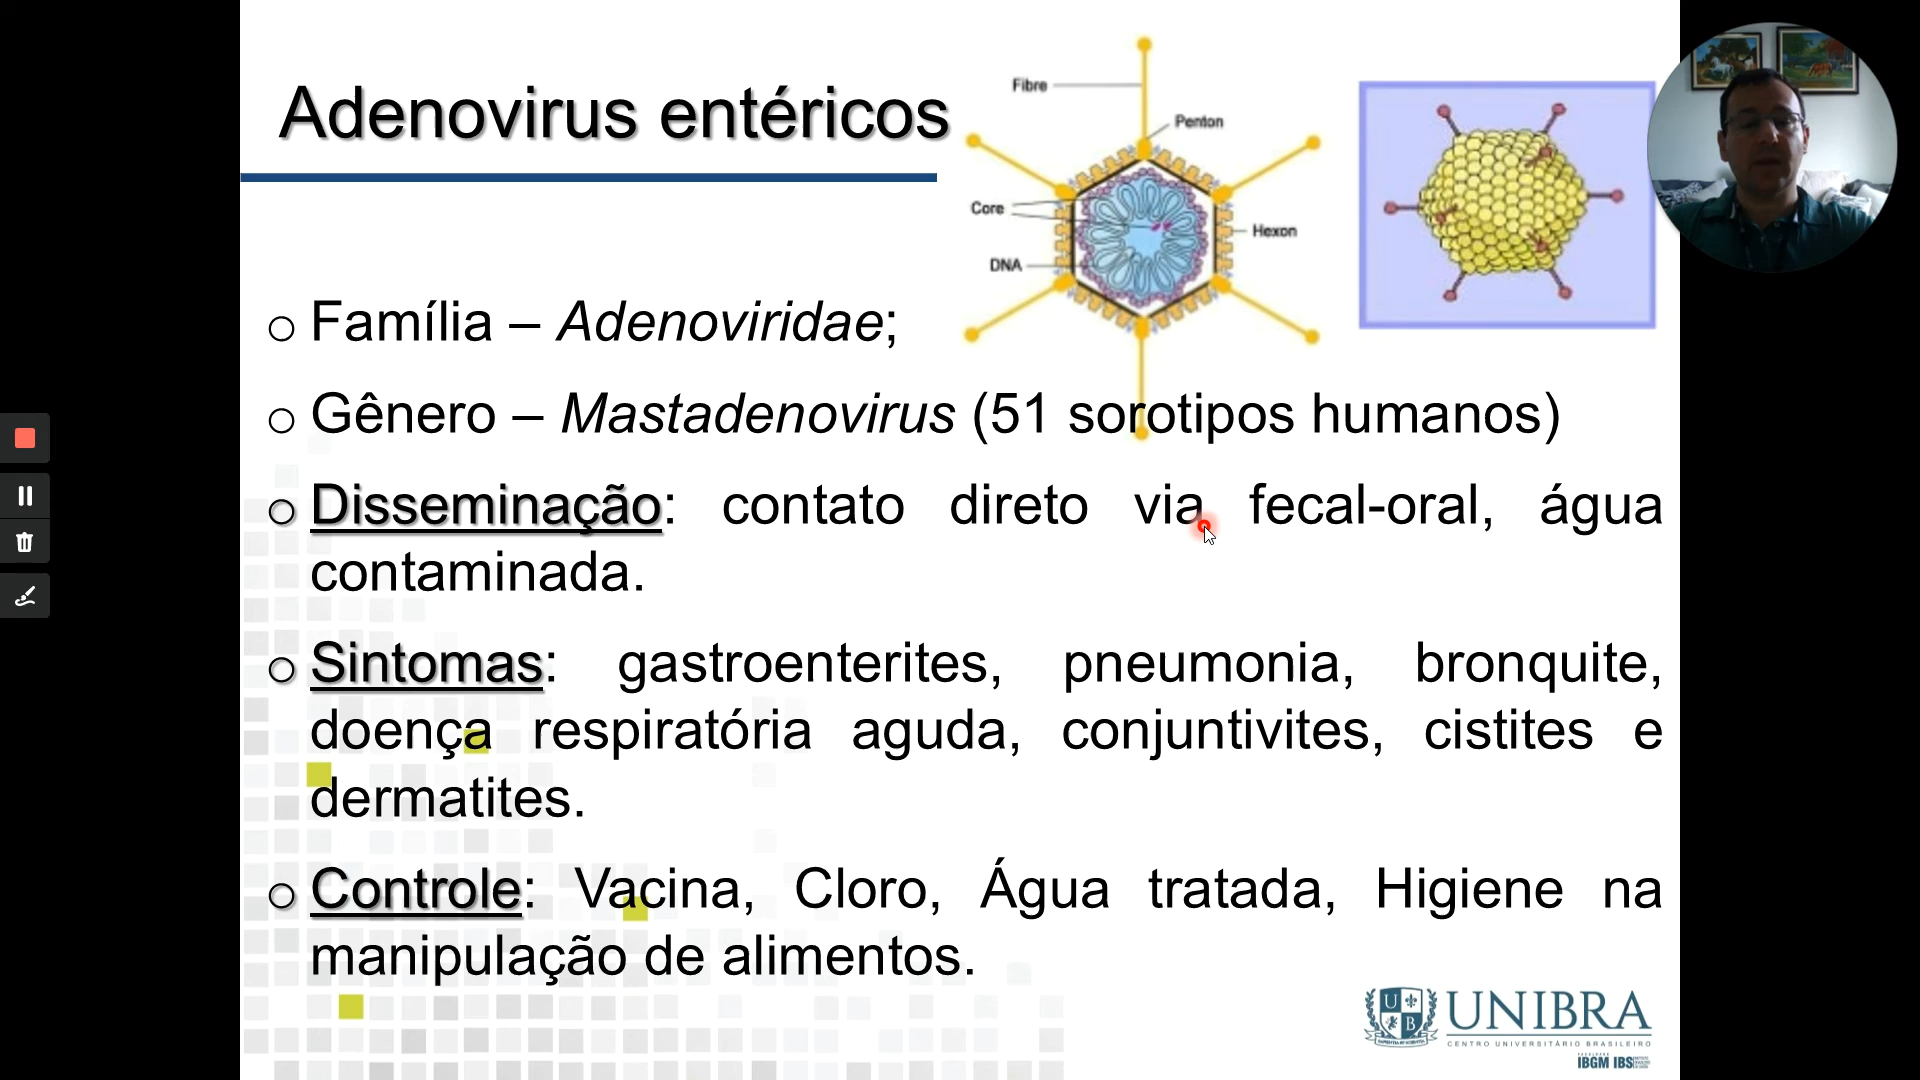 Adenovirus entéricos
Fibre
Penton
Core
Hexon
DNA
Família – Adenoviridae;
Gênero – Mastadenovirus (51 sorotipos humanos)
Disseminação: contato direto via fecal-oral, água
contaminada.
Sintomas: gastroenterites, pneumonia, bronquite,
doença respiratória aguda, conjuntivites, cistites e
dermatites.
Controle: Vacina, Cloro, Água tratada, Higiene na
manipulação de alimentos.
U
B
UNIBRA
CENTRO UNIVERSITÁRIO BRASILEIRO
IBGM IBS